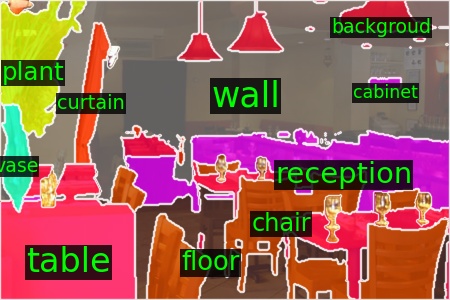 backgroud
plant
curtain
wall
cabinet
vase
reception
chair
table
floor